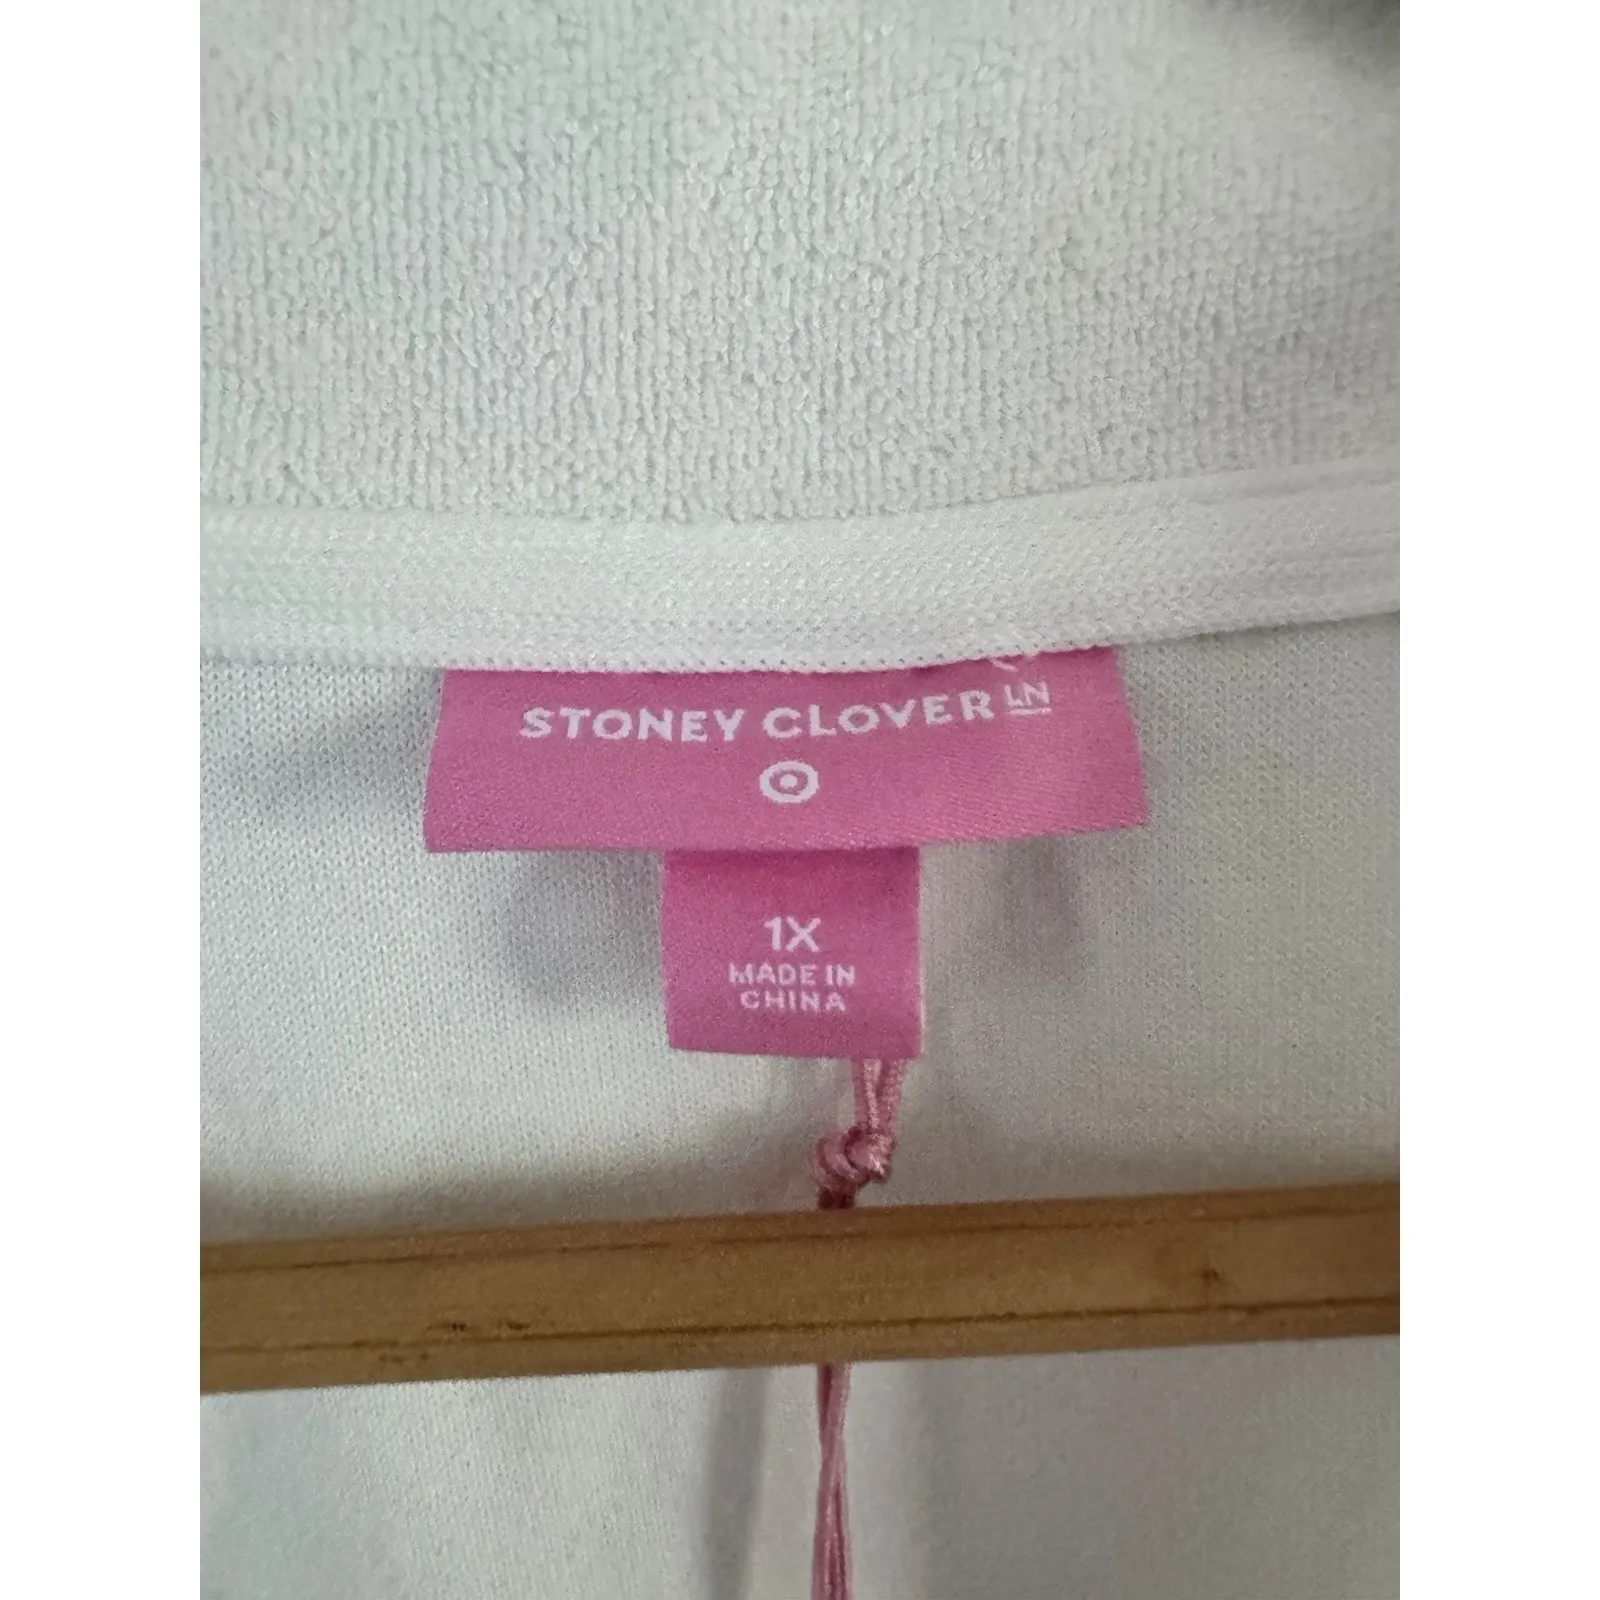 STONEY CLOVER LN
1X
MADE IN
CHINA